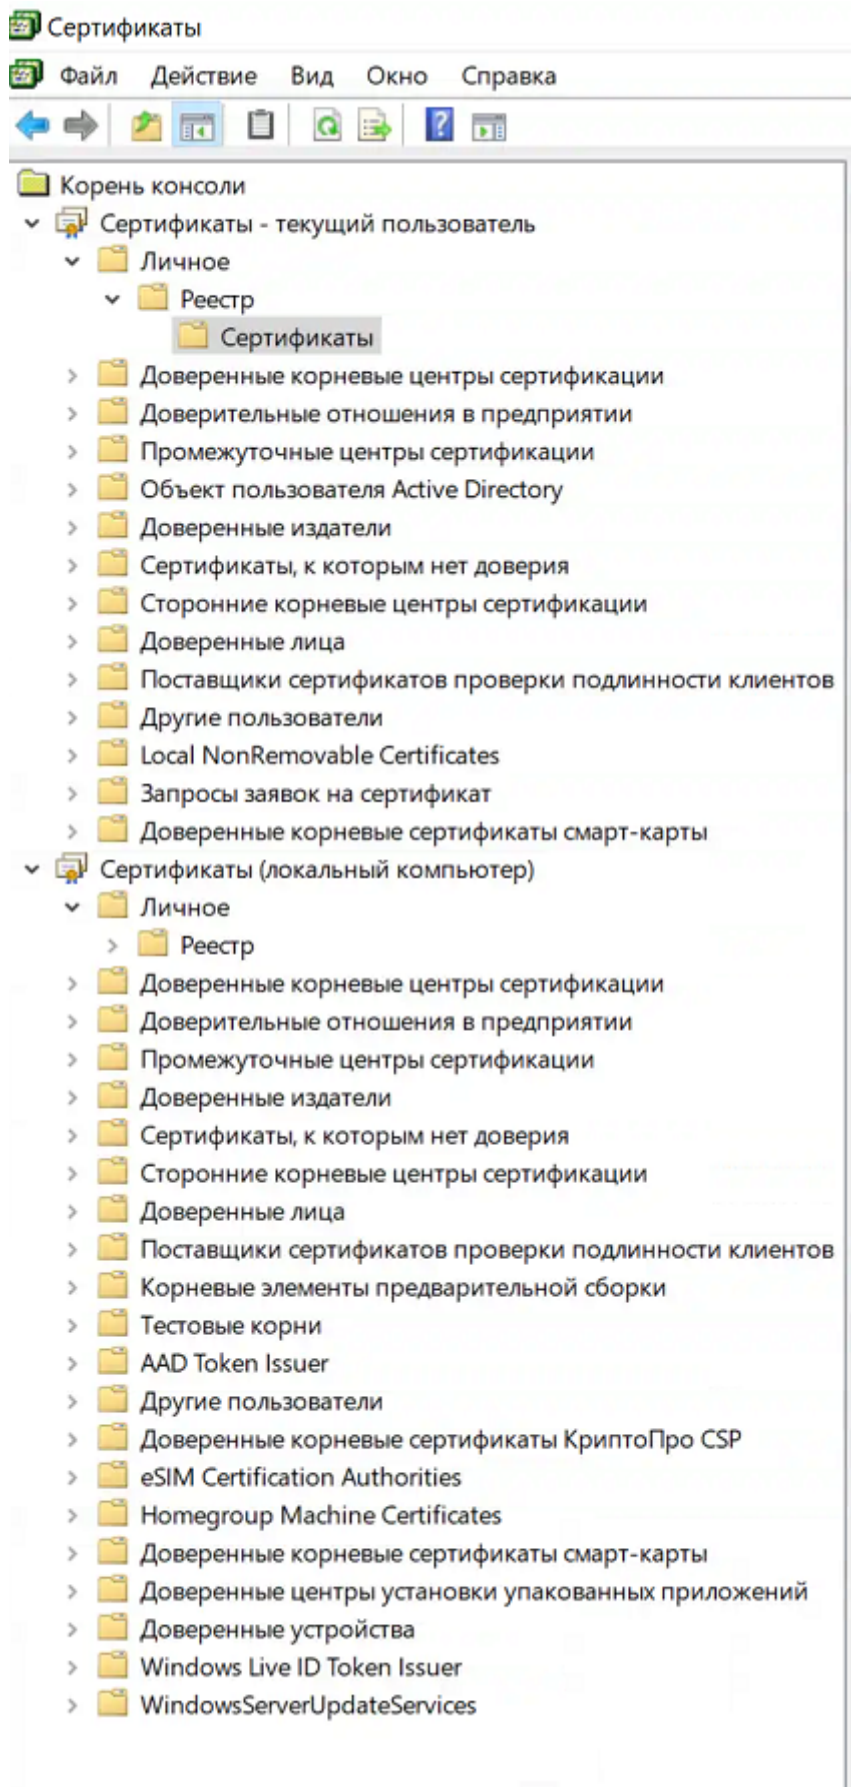 Сертификаты
Файл Действие Вид Окно Справка
Корень консоли
Сертификаты - текущий пользователь
Личное
Реестр
Сертификаты
Доверенные корневые центры сертификации
Доверительные отношения в предприятии
Промежуточные центры сертификации
Объект пользователя Active Directory
Доверенные издатели
Сертификаты, к которым нет доверия
Сторонние корневые центры сертификации
Доверенные лица
Поставщики сертификатов проверки подлинности клиентов
Другие пользователи
Local NonRemovable Certificates
Запросы заявок на сертификат
Доверенные корневые сертификаты смарт-карты
Сертификаты (локальный компьютер)
Личное
Реестр
Доверенные корневые центры сертификации
Доверительные отношения в предприятии
Промежуточные центры сертификации
Доверенные издатели
Сертификаты, к которым нет доверия
Сторонние корневые центры сертификации
Доверенные лица
Поставщики сертификатов проверки подлинности клиентов
Корневые элементы предварительной сборки
Тестовые корни
AAD Token Issuer
Другие пользователи
Доверенные корневые сертификаты КриптоПро CSP
eSIM Certification Authorities
Homegroup Machine Certificates
Доверенные корневые сертификаты смарт-карты
Доверенные центры установки упакованных приложений
Доверенные устройства
Windows Live ID Token Issuer
WindowsServerUpdateServices